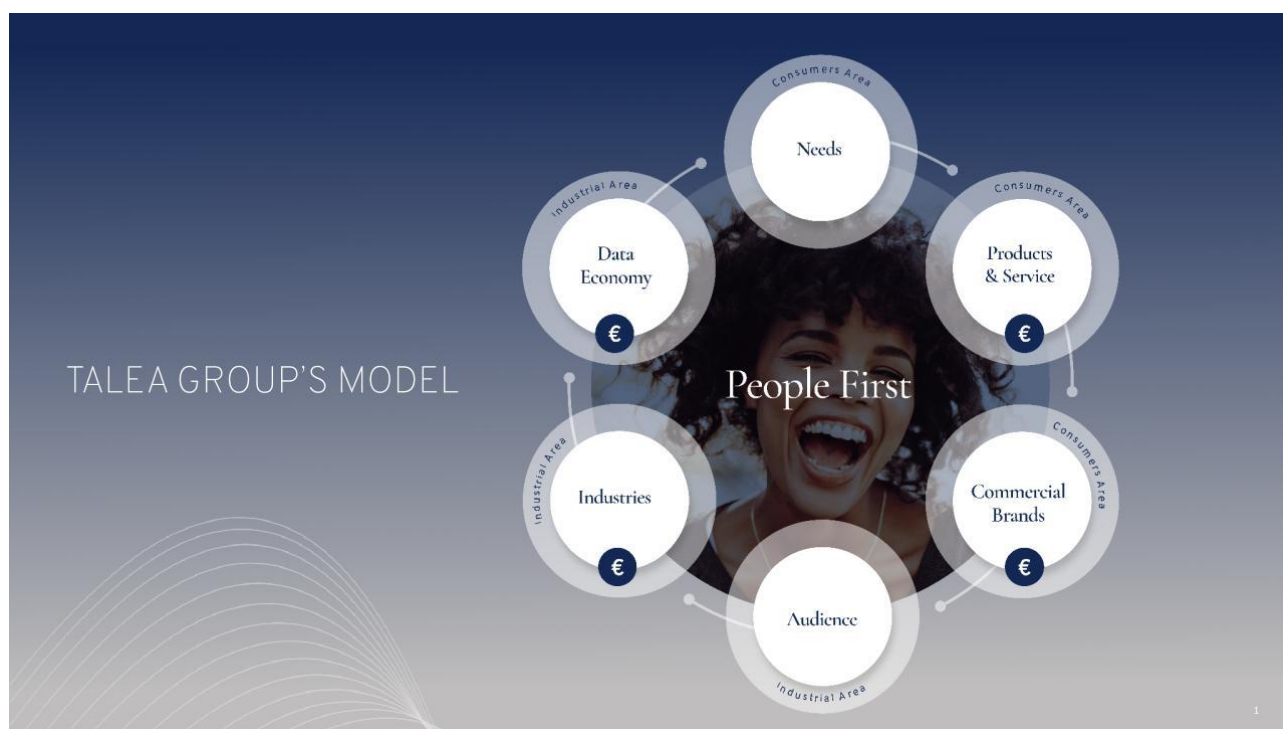 TALEA GROUP'S MODEL
People First
Consumers Area
Needs
Consumers Area
Products
& Service
€
Consumers Area
Commercial
Brands
€
Audience
Industrial Area
Industrial Area
Industries
€
Industrial Area
Data
Economy
€
1